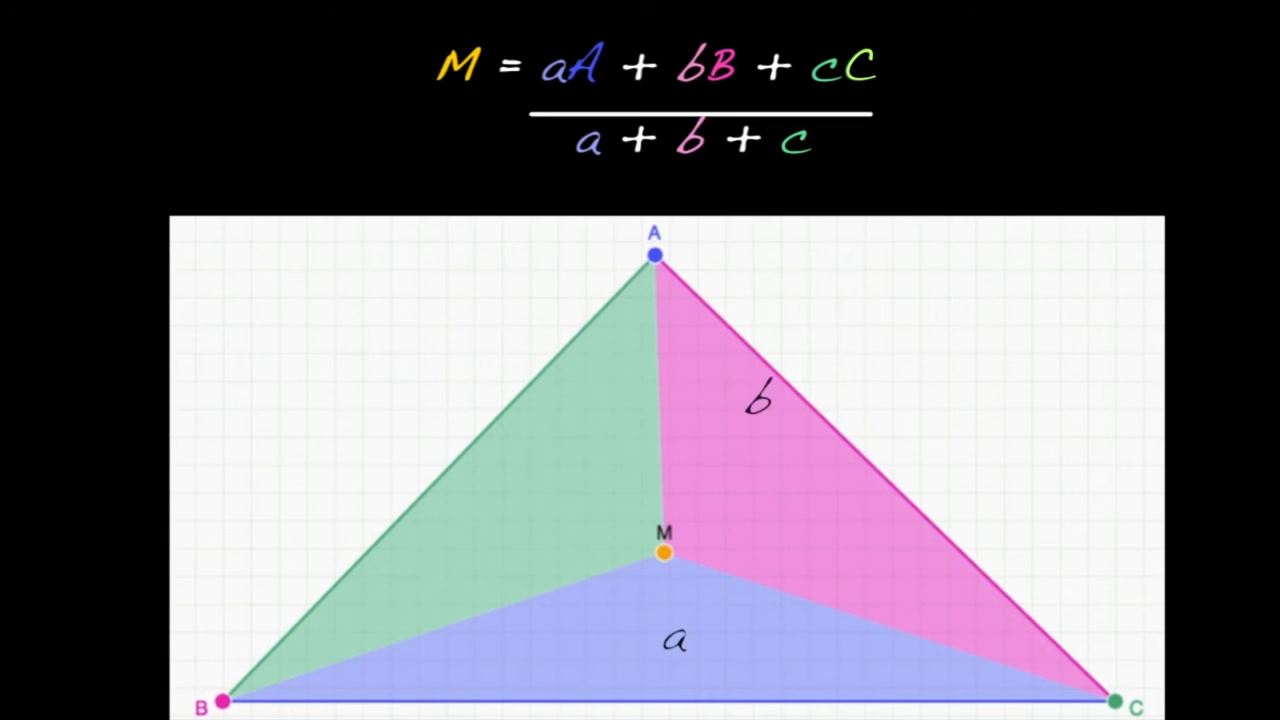 M = aA + bB + cC
a + b + c
A
b
M
a
B
C